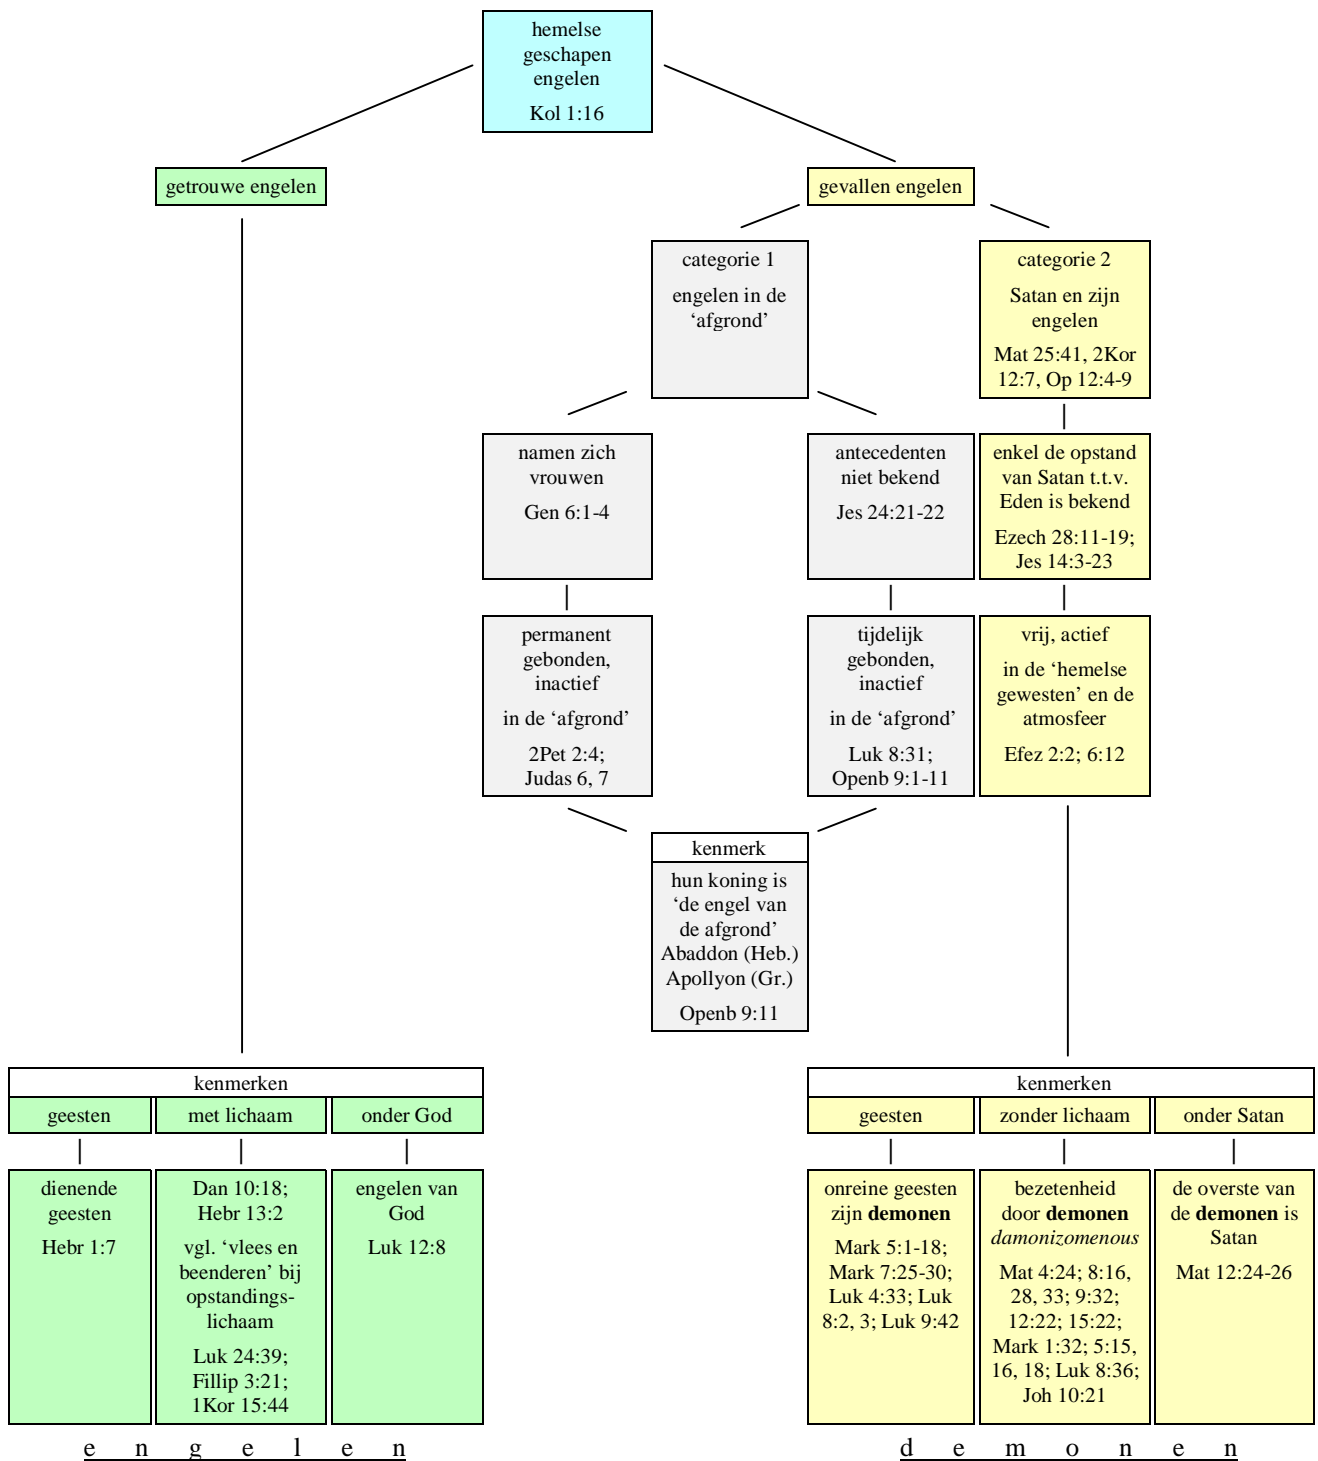 hemelse
geschapen
engelen
Kol 1:16
getrouwe engelen
gevallen engelen
categorie 1
engelen in de
‘afgrond’
categorie 2
Satan en zijn
engelen
Mat 25:41, 2Kor
12:7, Op 12:4-9
namen zich
vrouwen
Gen 6:1-4
antecedenten
niet bekend
Jes 24:21-22
enkel de opstand
van Satan t.t.v.
Eden is bekend
Ezech 28:11-19;
Jes 14:3-23
permanent
gebonden,
inactief
in de ‘afgrond’
2Pet 2:4;
Judas 6, 7
tijdelijk
gebonden,
inactief
in de ‘afgrond’
Luk 8:31;
Openb 9:1-11
vrij, actief
in de ‘hemelse
gewesten’ en de
atmosfeer
Efez 2:2; 6:12
kenmerk
hun koning is
‘de engel van
de afgrond’
Abaddon (Heb.)
Apollyon (Gr.)
Openb 9:11
kenmerken
geesten
met lichaam
onder God
dienende
geesten
Hebr 1:7
Dan 10:18;
Hebr 13:2
vgl. ‘vlees en
beenderen’ bij
opstandings-
lichaam
Luk 24:39;
Fillip 3:21;
1Kor 15:44
engelen van
God
Luk 12:8
engelen
kenmerken
geesten
zonder lichaam
onder Satan
onreine geesten
zijn demonen
Mark 5:1-18;
Mark 7:25-30;
Luk 4:33; Luk
8:2, 3; Luk 9:42
bezetenheid
door demonen
damonizomenous
Mat 4:24; 8:16,
28, 33; 9:32;
12:22; 15:22;
Mark 1:32; 5:15,
16, 18; Luk 8:36;
Joh 10:21
de overste van
de demonen is
Satan
Mat 12:24-26
demonen